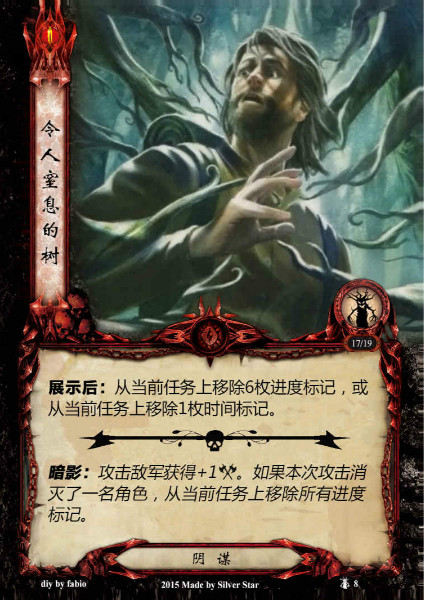 令人窒息的树
17/19
展示后：从当前任务上移除6枚进度标记，或
从当前任务上移除1枚时间标记。
暗影：攻击敌军获得+1。如果本次攻击消
灭了一名角色，从当前任务上移除所有进度
标记。
阴谋
diy by fabio
2015 Made by Silver Star
8